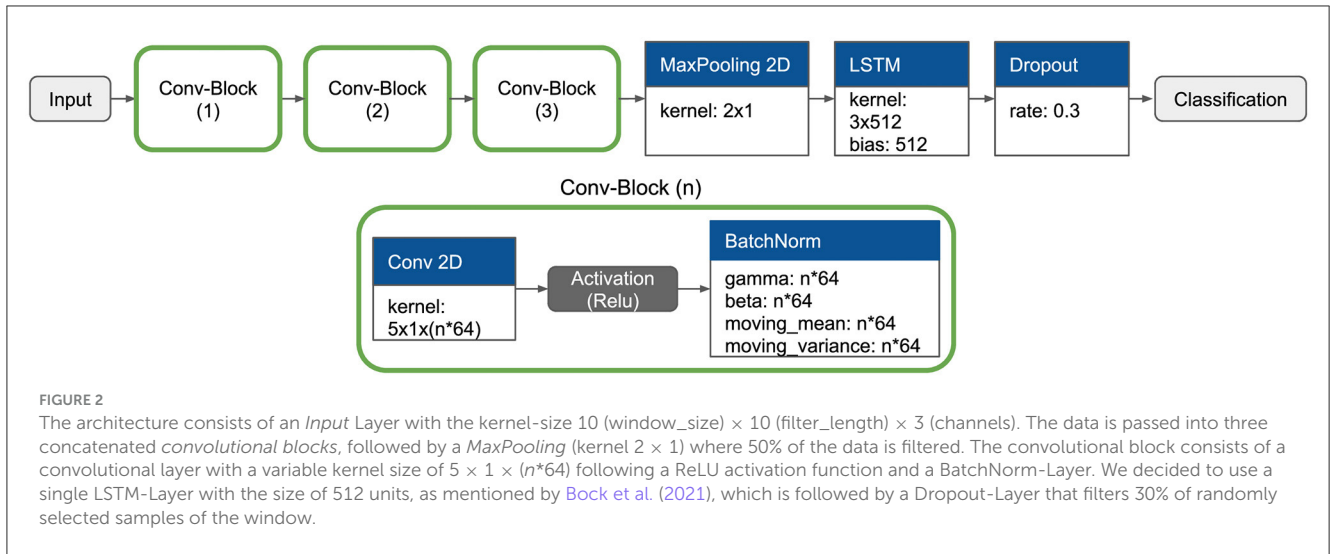 Input
Conv-Block
(1)
Conv-Block
(2)
Conv-Block
(3)
MaxPooling 2D
kernel: 2x1
LSTM
kernel:
3x512
bias: 512
Dropout
rate: 0.3
Classification
Conv-Block (n)
Conv 2D
kernel:
5x1x(n*64)
Activation
(Relu)
BatchNorm
gamma: n*64
beta: n*64
moving_mean: n*64
moving_variance: n*64
FIGURE 2
The architecture consists of an Input Layer with the kernel-size 10 (window_size) × 10 (filter_length) × 3 (channels). The data is passed into three
concatenated convolutional blocks, followed by a MaxPooling (kernel 2 × 1) where 50% of the data is filtered. The convolutional block consists of a
convolutional layer with a variable kernel size of 5 × 1 × (n*64) following a ReLU activation function and a BatchNorm-Layer. We decided to use a
single LSTM-Layer with the size of 512 units, as mentioned by Bock et al. (2021), which is followed by a Dropout-Layer that filters 30% of randomly
selected samples of the window.